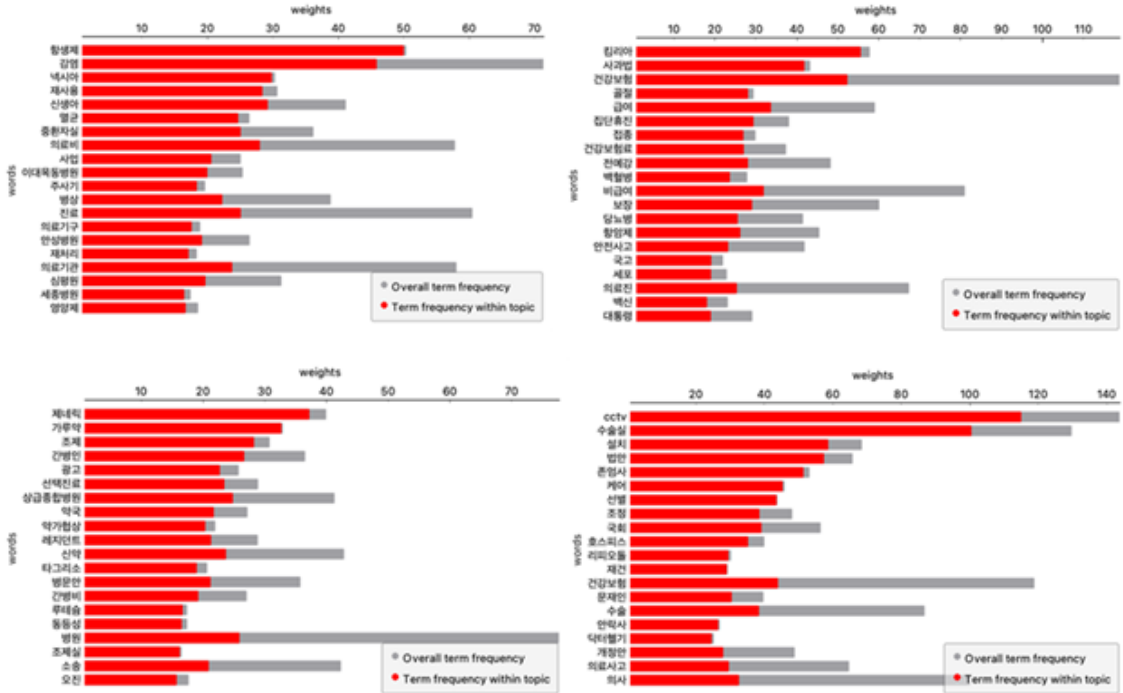 weights
10 20 30 40 50 60 70
항생제
감염
넥시아
재사용
신생아
멸균
중환자실
의료비
사업
이대목동병원
주사기
병상
진료
의료기구
안성병원
재처리
의료기관
심평원
세종병원
영양제
words
Overall term frequency
Term frequency within topic
weights
10 20 30 40 50 60 70 80 90 100 110
킴리아
사과법
건강보험
골절
급여
집단휴진
접종
건강보험료
전예강
백혈병
비급여
보장
당뇨병
항암제
안전사고
국고
세포
의료진
백신
대통령
words
Overall term frequency
Term frequency within topic
weights
10 20 30 40 50 60 70
제네릭
가루약
조제
간병인
광고
선택진료
상급종합병원
약국
약가협상
레지던트
신약
타그리소
병문안
간병비
루테슘
동등성
병원
조제실
소송
오진
words
Overall term frequency
Term frequency within topic
weights
20 40 60 80 100 120 140
cctv
수술실
설치
법안
존엄사
케어
선별
조정
국회
호스피스
리피오돌
재건
건강보험
문재인
수술
안락사
닥터헬기
개정안
의료사고
의사
words
Overall term frequency
Term frequency within topic